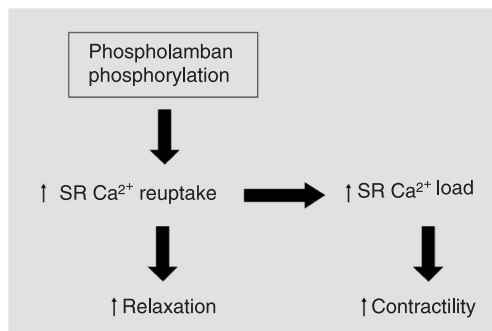 Phospholamban
phosphorylation
↑ SR Ca²⁺ reuptake
↑ SR Ca²⁺ load
↑ Relaxation
↑ Contractility